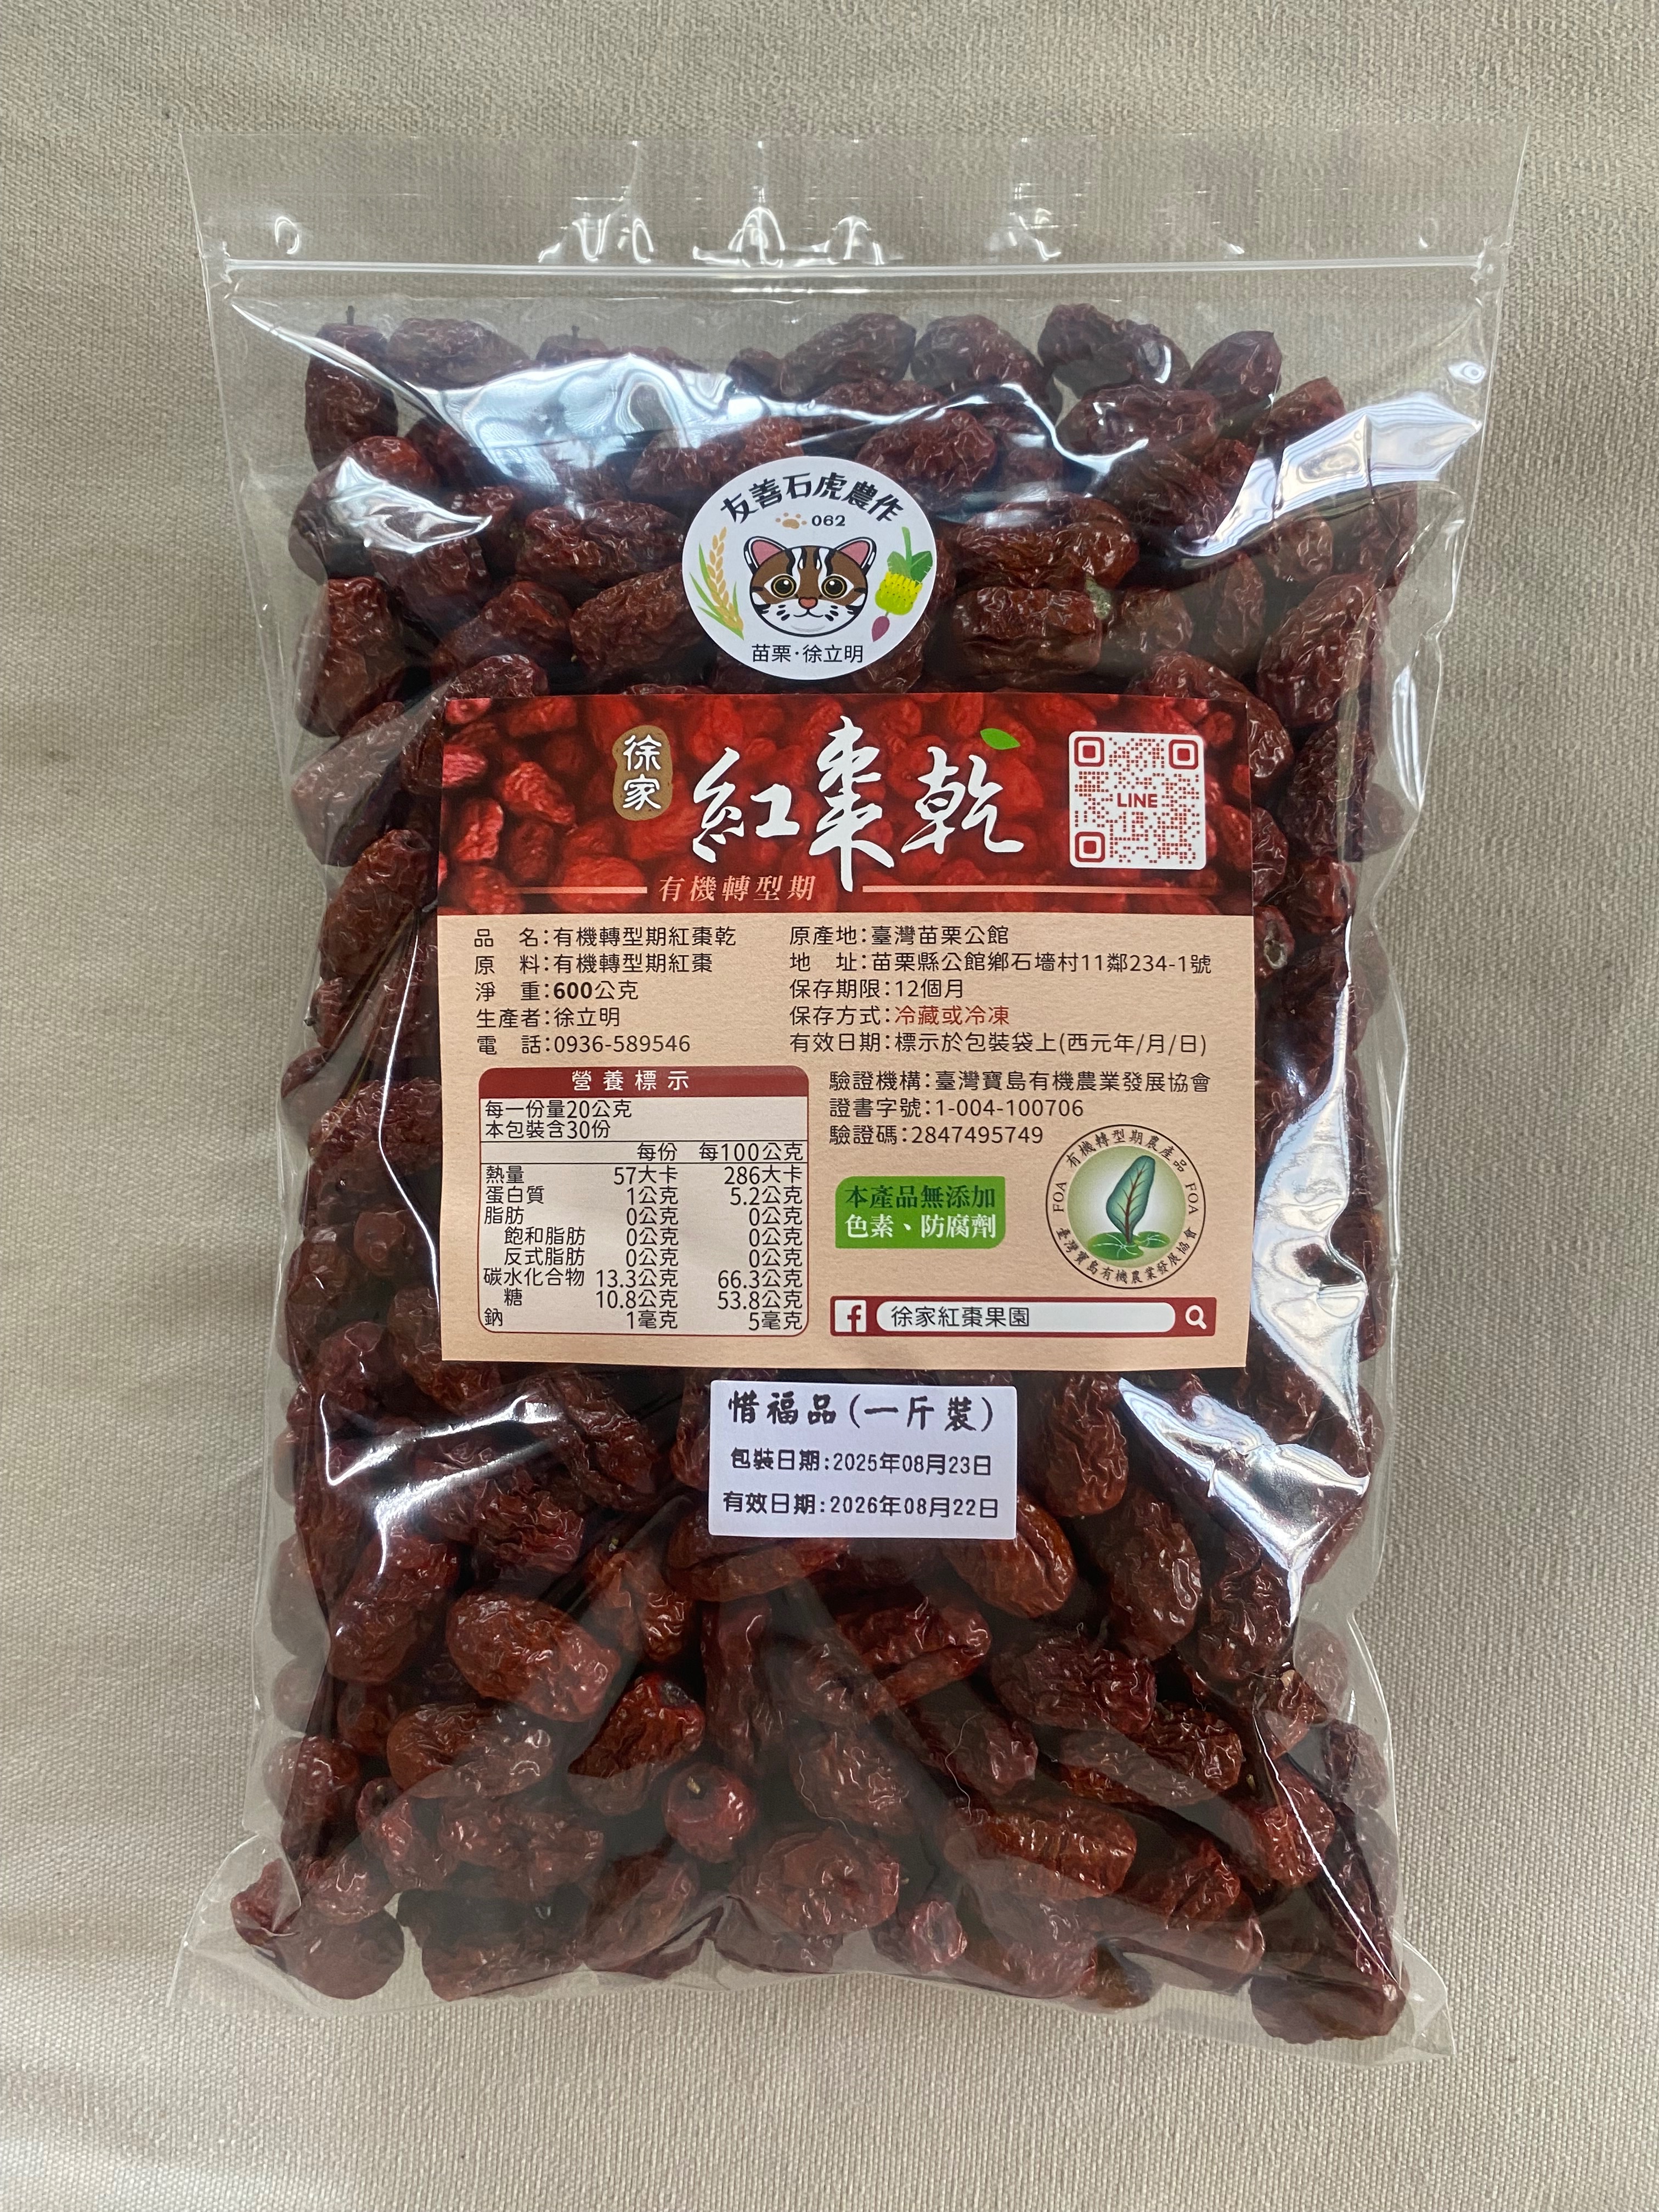 友善石虎農作
062
苗栗·徐立明
徐家
紅棗乾
LINE
有機轉型期
品　名:有機轉型期紅棗乾
原　料:有機轉型期紅棗
淨　重:600公克
生產者:徐立明
電　話:0936-589546
原產地:臺灣苗栗公館
地　址:苗栗縣公館鄉石墻村11鄰234-1號
保存期限:12個月
保存方式:冷藏或冷凍
有效日期:標示於包裝袋上(西元年/月/日)
營養標示
每一份量20公克
本包裝含30份
每份　每100公克
熱量　57大卡　286大卡
蛋白質　1公克　5.2公克
脂肪　0公克　0公克
飽和脂肪　0公克　0公克
反式脂肪　0公克　0公克
碳水化合物　13.3公克　66.3公克
糖　10.8公克　53.8公克
鈉　1毫克　5毫克
驗證機構:臺灣寶島有機農業發展協會
證書字號:1-004-100706
驗證碼:2847495749
本產品無添加
色素、防腐劑
有機轉型期農產品
FOA FOA
臺灣寶島有機農業發展協會
f 徐家紅棗果園
惜福品(一斤裝)
包裝日期:2025年08月23日
有效日期:2026年08月22日